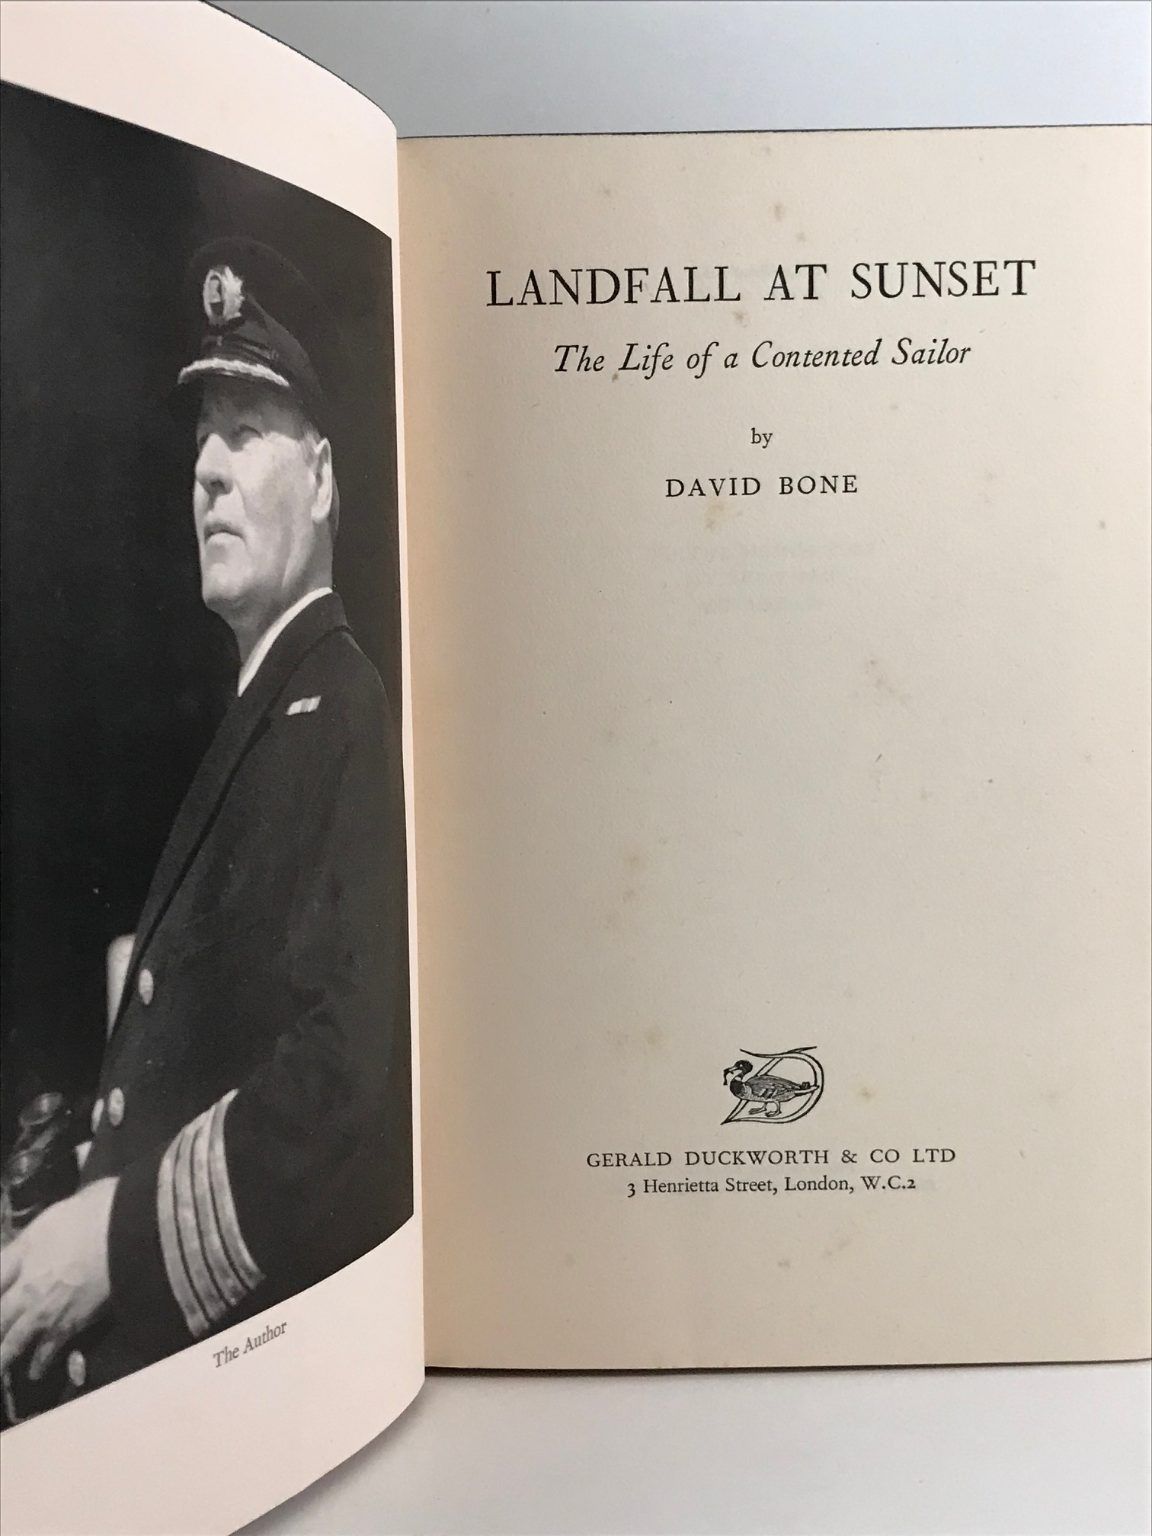 The Author
LANDFALL AT SUNSET
The Life of a Contented Sailor
by
DAVID BONE
GERALD DUCKWORTH & CO LTD
3 Henrietta Street, London, W.C.2